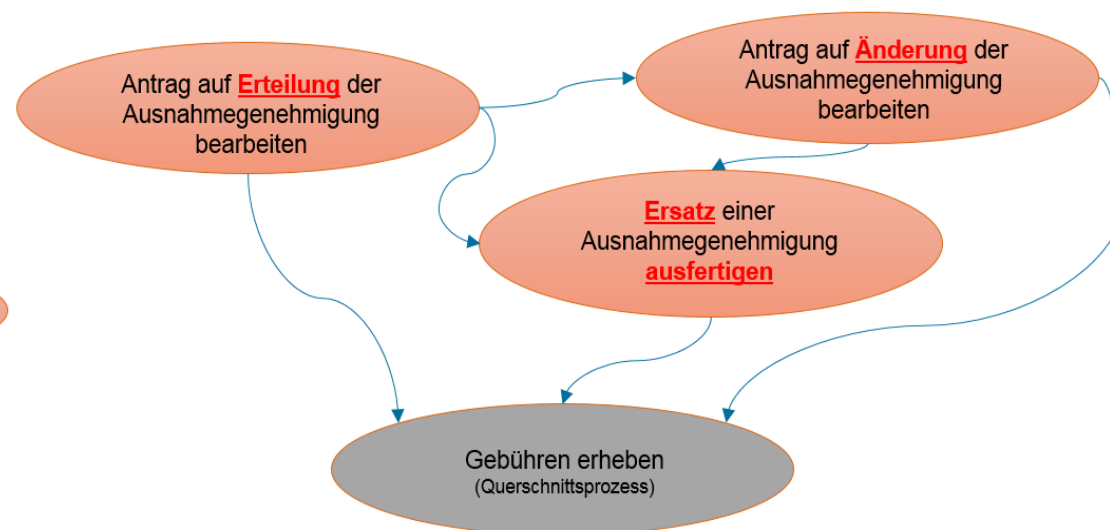 Antrag auf Erteilung der
Ausnahmegenehmigung
bearbeiten
Antrag auf Änderung der
Ausnahmegenehmigung
bearbeiten
Ersatz einer
Ausnahmegenehmigung
ausfertigen
Gebühren erheben
(Querschnittsprozess)